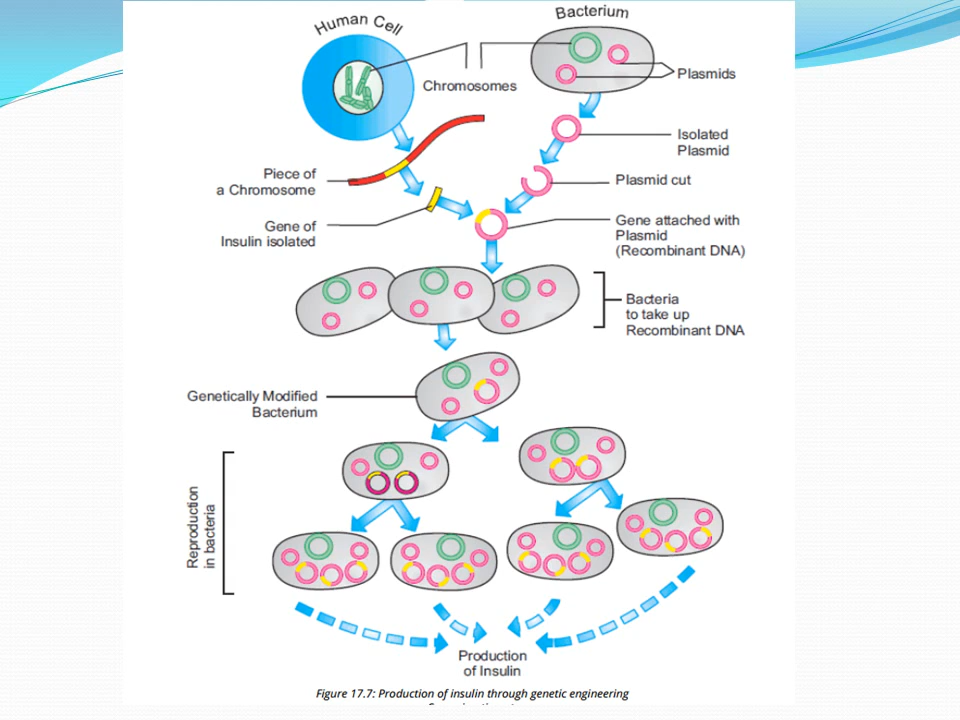 Human Cell
Bacterium
Chromosomes
Plasmids
Isolated
Plasmid
Piece of
a Chromosome
Plasmid cut
Gene of
Insulin isolated
Gene attached with
Plasmid
(Recombinant DNA)
Bacteria
to take up
Recombinant DNA
Genetically Modified
Bacterium
Reproduction
in bacteria
Production
of Insulin
Figure 17.7: Production of insulin through genetic engineering